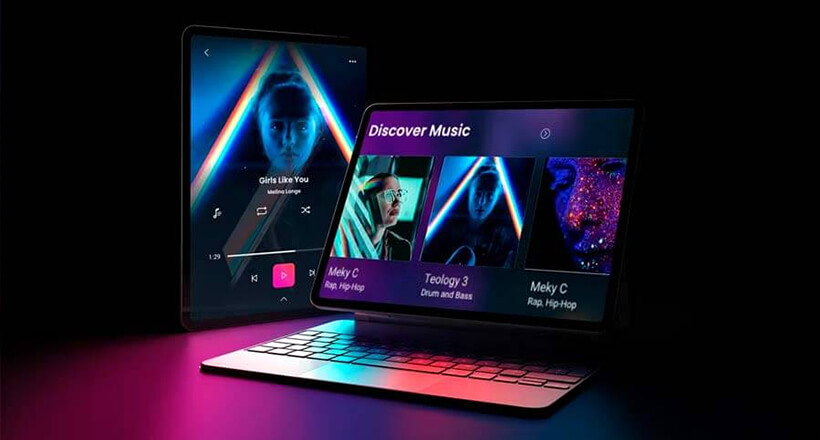 Girls Like You
Melina Lange
1:29
Discover Music
Meky C
Rap, Hip-Hop
Teology 3
Drum and Bass
Meky C
Rap, Hip-Hop